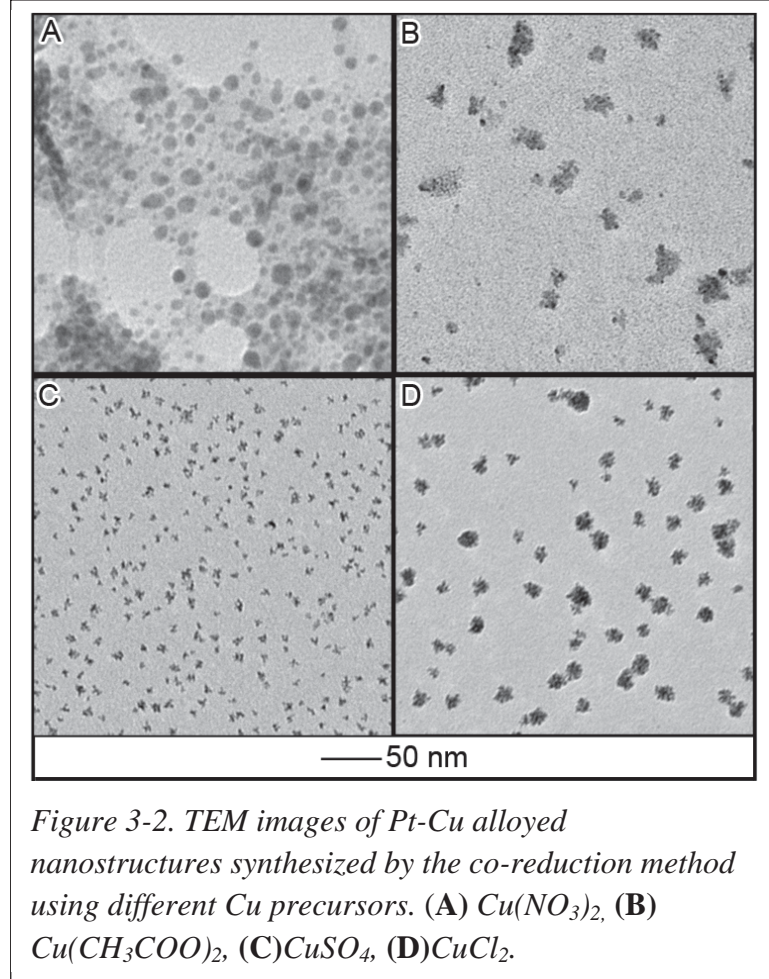 A
B
C
D
50 nm
Figure 3-2. TEM images of Pt-Cu alloyed
nanostructures synthesized by the co-reduction method
using different Cu precursors. (A) Cu(NO₃)₂, (B)
Cu(CH₃COO)₂, (C)CuSO₄, (D)CuCl₂.